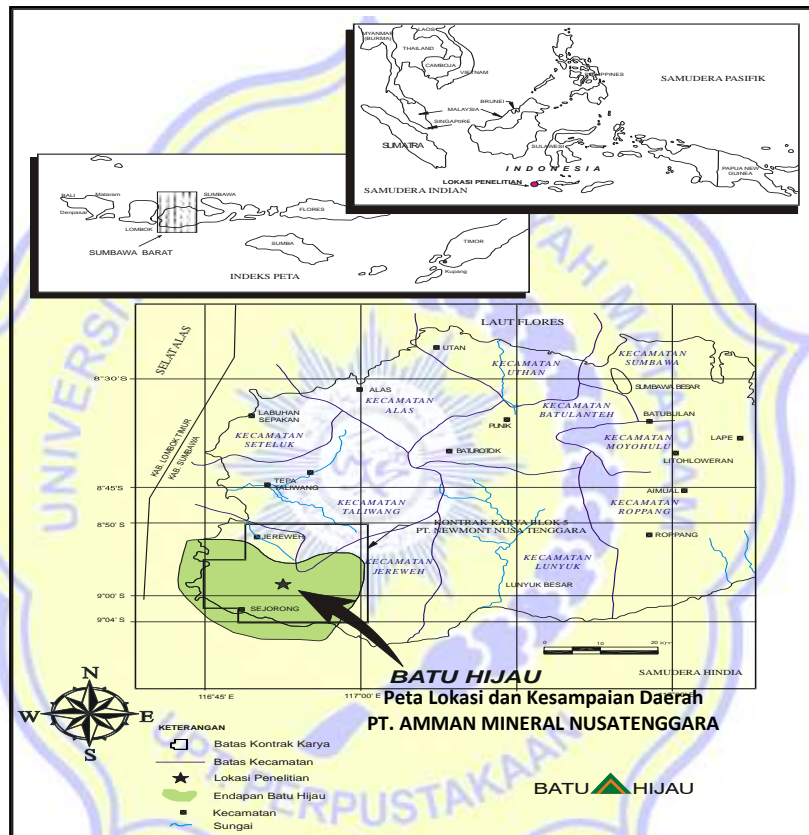 LAOS
MYANMAR
(BURMA)
THAILAND
CAMBOJA
VIETNAM
PHILIPPINES
SAMUDERA PASIFIK
BRUNEI
MALAYSIA
SINGAPORE
SUMATRA
SULAWESI
PAPUA NEW
GUINEA
INDONESIA
LOKASI PENELITIAN
SAMUDERA INDIAN
BALI
Mataram
SUMBAWA
Denpasar
FLORES
LOMBOK
SUMBAWA BARAT
SUMBA
TIMOR
Kupang
INDEKS PETA
LAUT FLORES
SELAT ALAS
UTAN
KECAMATAN
UTHAN
KECAMATAN
SUMBAWA
8°30' S
ALAS
SUMBAWA BESAR
KECAMATAN
ALAS
KECAMATAN
BATULANTEH
LABUHAN
SEPAKAN
PUNIK
BATUBULAN
KAB. LOMBOK TIMUR
KAB. SUMBAWA
KECAMATAN
SETELUK
KECAMATAN
MOYOHULU
LAPE
BATUROTOK
LITOHLOWERAN
TEPA
TALIWANG
8°45' S
AIMUAL
KECAMATAN
TALIWANG
KECAMATAN
ROPPANG
8°50' S
KONTRAK KARYA BLOK 5
PT. NEWMONT NUSA TENGGARA
JEREWEH
ROPPANG
KECAMATAN
JEREWEH
KECAMATAN
LUNYUK
LUNYUK BESAR
9°00' S
SEJORONG
9°04' S
0 10 20 Km
SAMUDERA HINDIA
BATU HIJAU
116°45' E
117°00' E
Peta Lokasi dan Kesampaian Daerah
PT. AMMAN MINERAL NUSATENGGARA
N
W E
S
KETERANGAN
Batas Kontrak Karya
Batas Kecamatan
Lokasi Penelitian
Endapan Batu Hijau
Kecamatan
Sungai
BATU HIJAU
UPT. PERPUSTAKAAN